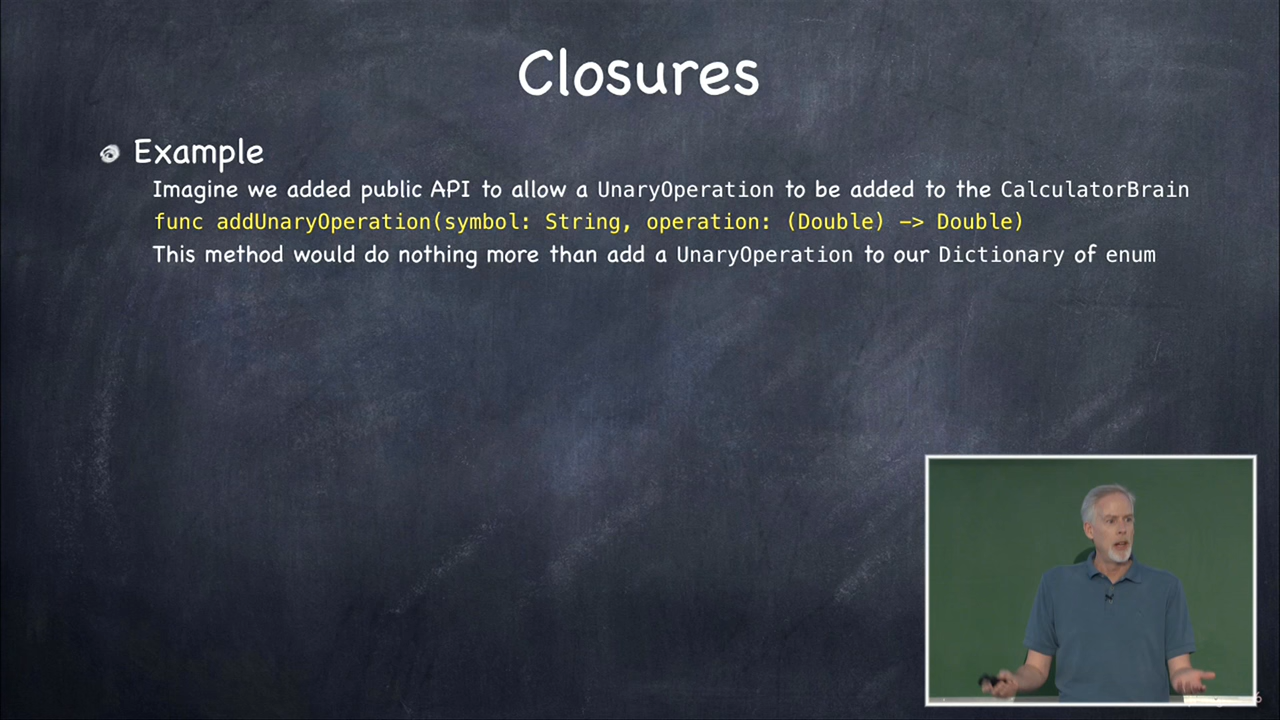 Closures
Example
Imagine we added public API to allow a UnaryOperation to be added to the CalculatorBrain
func addUnaryOperation(symbol: String, operation: (Double) -> Double)
This method would do nothing more than add a UnaryOperation to our Dictionary of enum